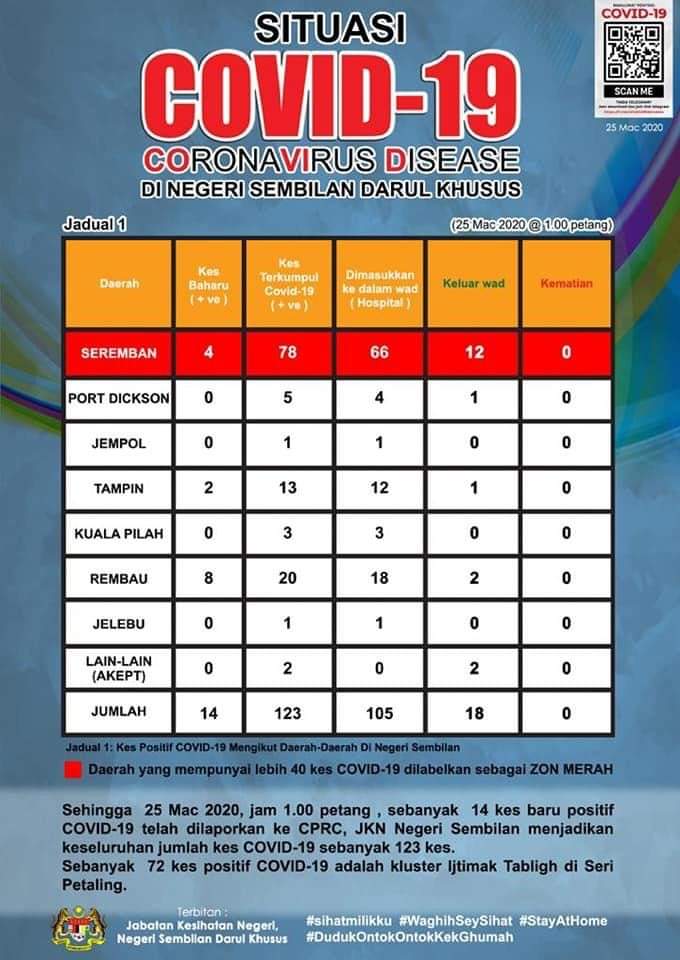 SITUASI
COVID-19
CORONAVIRUS DISEASE
DI NEGERI SEMBILAN DARUL KHUSUS
COVID-19
SCAN ME
25 Mac 2020
Jadual 1
(25 Mac 2020 @ 1.00 petang)
Daerah Kes Baharu ( + ve ) Kes Terkumpul Covid-19 ( + ve ) Dimasukkan ke dalam wad ( Hospital ) Keluar wad Kematian
SEREMBAN 4 78 66 12 0
PORT DICKSON 0 5 4 1 0
JEMPOL 0 1 1 0 0
TAMPIN 2 13 12 1 0
KUALA PILAH 0 3 3 0 0
REMBAU 8 20 18 2 0
JELEBU 0 1 1 0 0
LAIN-LAIN (AKEPT) 0 2 0 2 0
JUMLAH 14 123 105 18 0
Jadual 1: Kes Positif COVID-19 Mengikut Daerah-Daerah Di Negeri Sembilan
Daerah yang mempunyai lebih 40 kes COVID-19 dilabelkan sebagai ZON MERAH
Sehingga 25 Mac 2020, jam 1.00 petang , sebanyak 14 kes baru positif
COVID-19 telah dilaporkan ke CPRC, JKN Negeri Sembilan menjadikan
keseluruhan jumlah kes COVID-19 sebanyak 123 kes.
Sebanyak 72 kes positif COVID-19 adalah kluster Ijtimak Tabligh di Seri
Petaling.
Terbitan :
Jabatan Kesihatan Negeri,
Negeri Sembilan Darul Khusus
#sihatmilikku #WaghihSeySihat #StayAtHome
#DudukOntokOntokKekGhumah